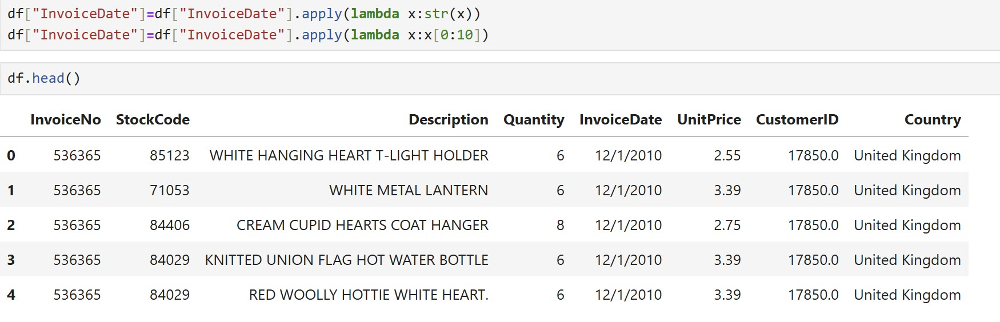 df["InvoiceDate"]=df["InvoiceDate"].apply(lambda x:str(x))
df["InvoiceDate"]=df["InvoiceDate"].apply(lambda x:x[0:10])
df.head()
InvoiceNo StockCode Description Quantity InvoiceDate UnitPrice CustomerID Country
0 536365 85123 WHITE HANGING HEART T-LIGHT HOLDER 6 12/1/2010 2.55 17850.0 United Kingdom
1 536365 71053 WHITE METAL LANTERN 6 12/1/2010 3.39 17850.0 United Kingdom
2 536365 84406 CREAM CUPID HEARTS COAT HANGER 8 12/1/2010 2.75 17850.0 United Kingdom
3 536365 84029 KNITTED UNION FLAG HOT WATER BOTTLE 6 12/1/2010 3.39 17850.0 United Kingdom
4 536365 84029 RED WOOLLY HOTTIE WHITE HEART. 6 12/1/2010 3.39 17850.0 United Kingdom